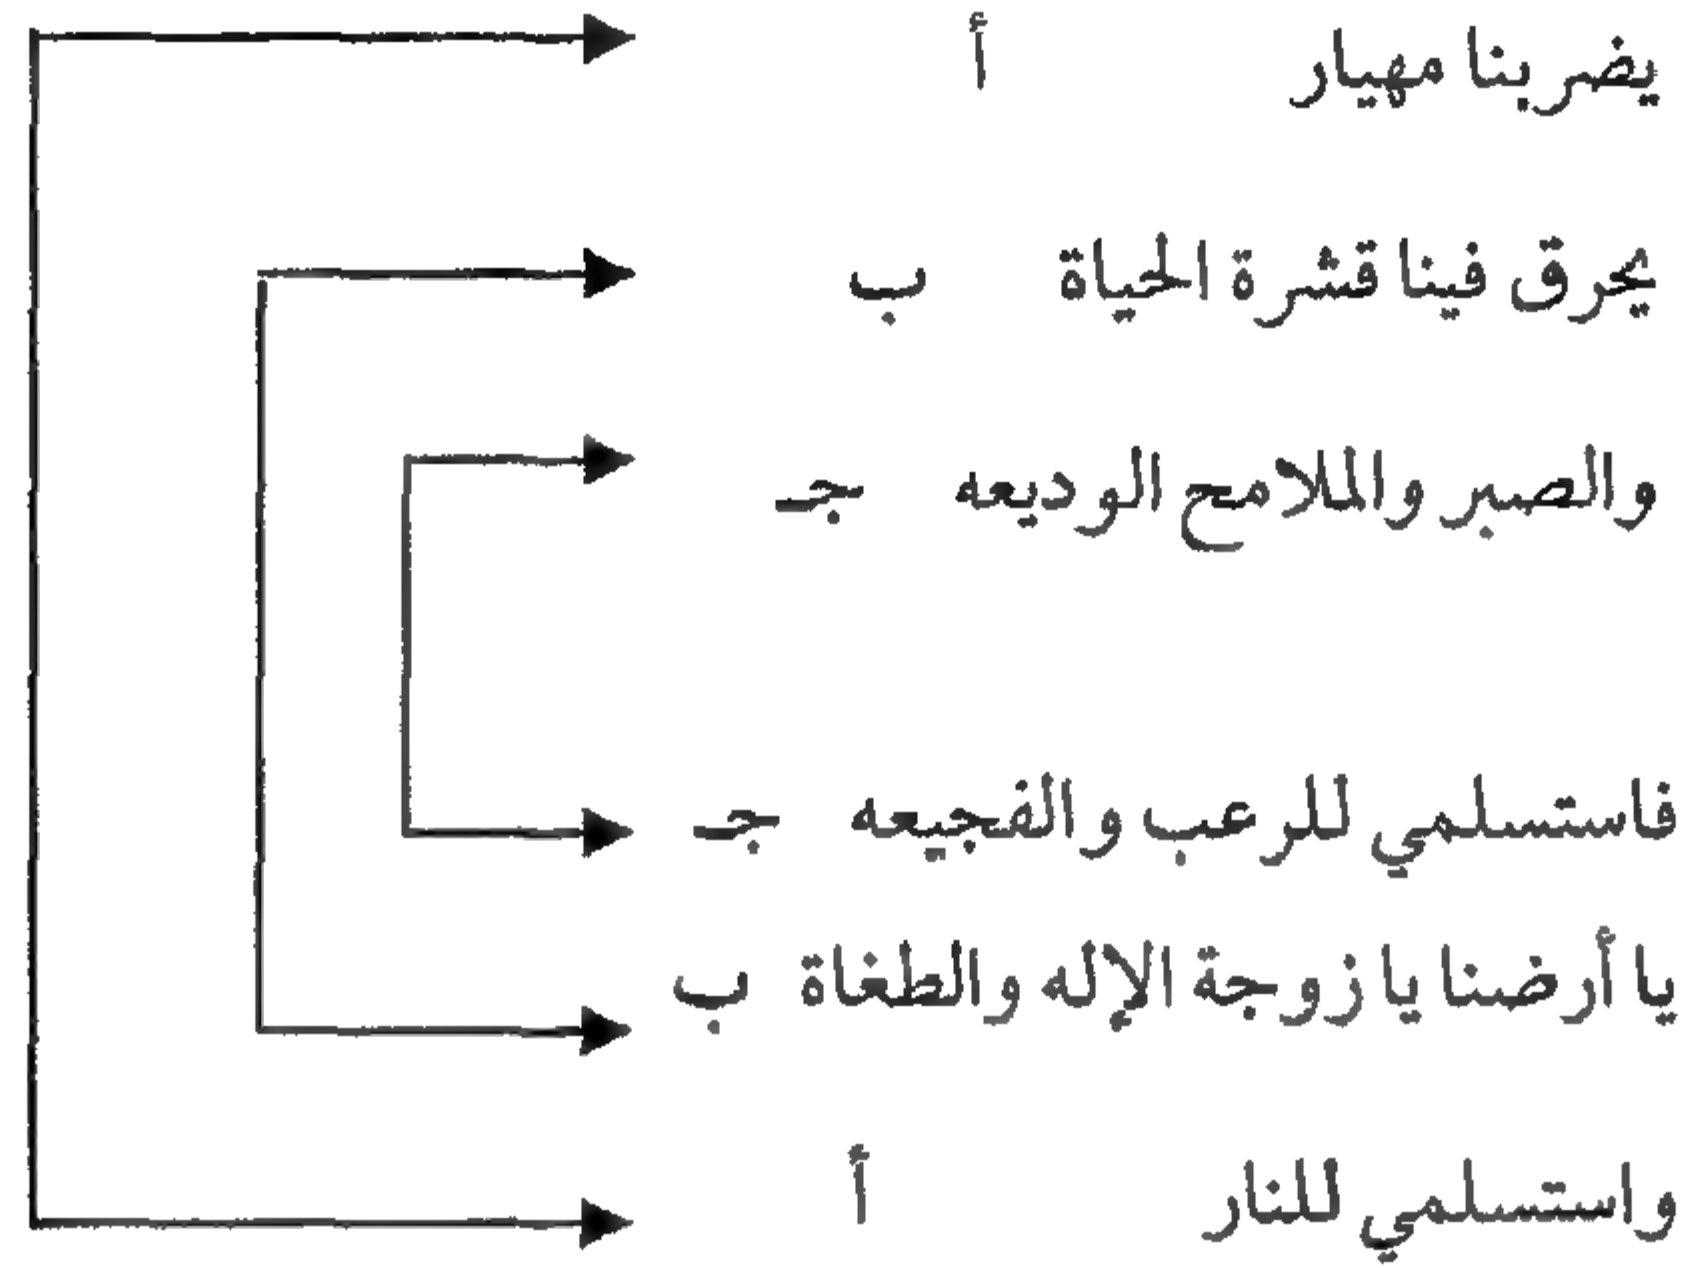 يضربنا مهيار أ
يحرق فينا قشرة الحياة ب
والصبر والملامح الوديعه جـ
فاستسلمي للرعب والفجيعه جـ
يا أرضنا يا زوجة الإله والطغاة ب
واستسلمي للنار أ